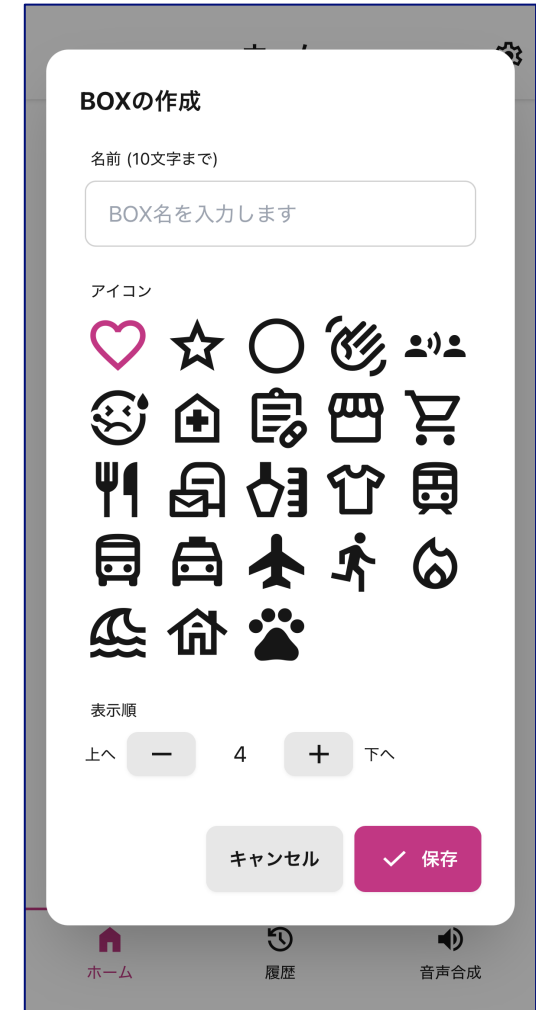 BOXの作成
名前 (10文字まで)
BOX名を入力します
アイコン
表示順
上へ
4
下へ
キャンセル
保存
ホーム
履歴
音声合成